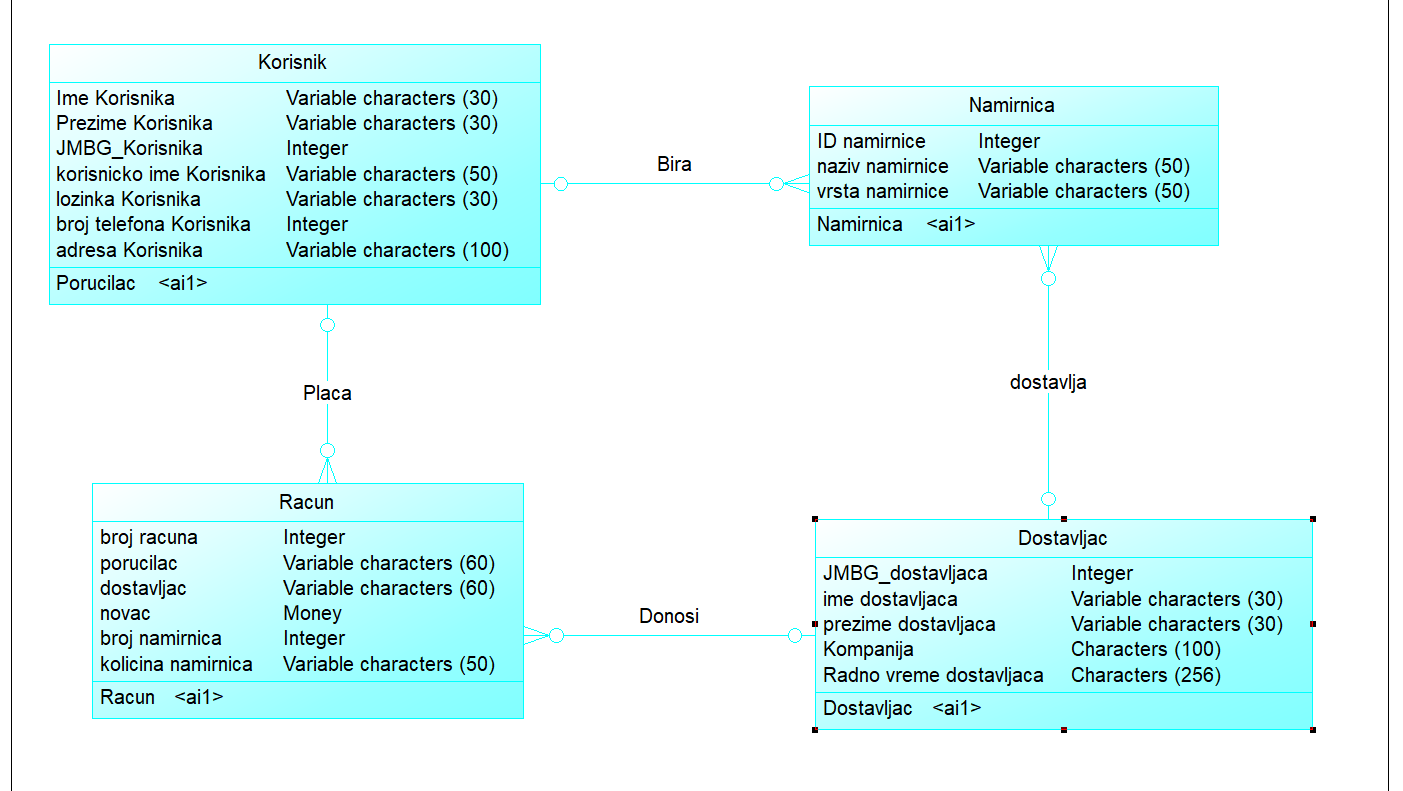 Korisnik
Ime Korisnika Variable characters (30)
Prezime Korisnika Variable characters (30)
JMBG_Korisnika Integer
korisnicko ime Korisnika Variable characters (50)
lozinka Korisnika Variable characters (30)
broj telefona Korisnika Integer
adresa Korisnika Variable characters (100)
Porucilac <ai1>
Bira
Namirnica
ID namirnice Integer
naziv namirnice Variable characters (50)
vrsta namirnice Variable characters (50)
Namirnica <ai1>
Placa
dostavlja
Racun
broj racuna Integer
porucilac Variable characters (60)
dostavljac Variable characters (60)
novac Money
broj namirnica Integer
kolicina namirnica Variable characters (50)
Racun <ai1>
Donosi
Dostavljac
JMBG_dostavljaca Integer
ime dostavljaca Variable characters (30)
prezime dostavljaca Variable characters (30)
Kompanija Characters (100)
Radno vreme dostavljaca Characters (256)
Dostavljac <ai1>